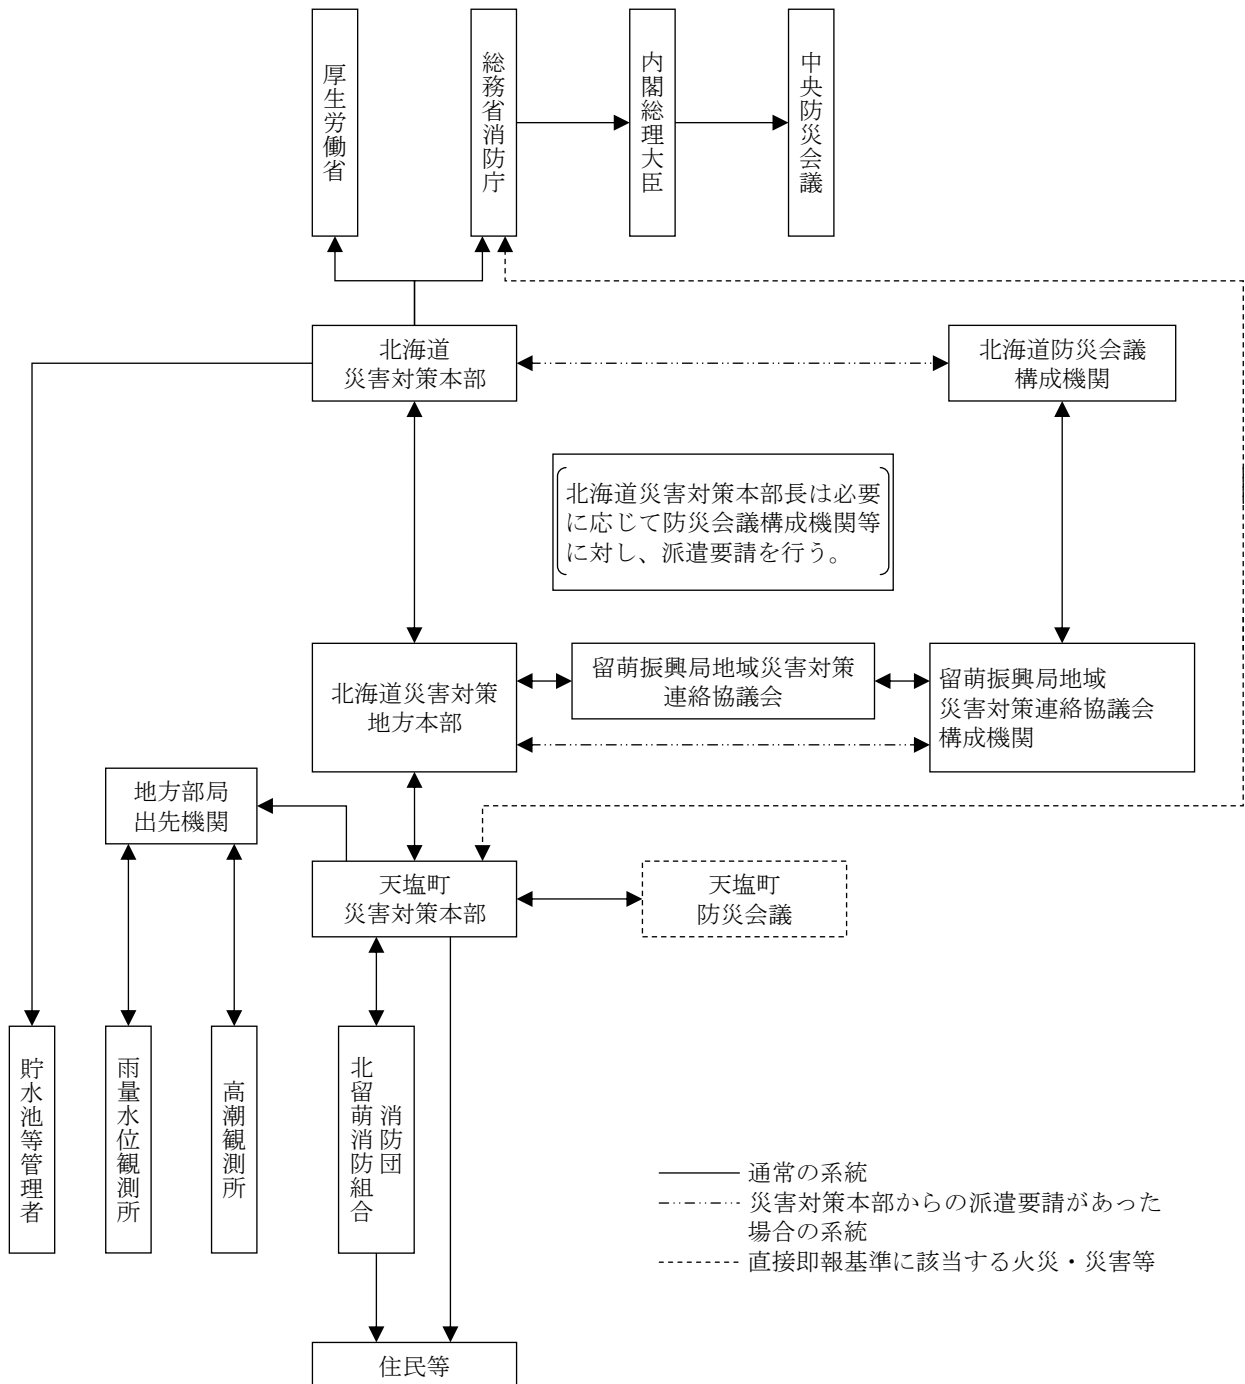 厚生労働省
総務省消防庁
内閣総理大臣
中央防災会議
北海道
災害対策本部
北海道防災会議
構成機関
北海道災害対策本部長は必要
に応じて防災会議構成機関等
に対し、派遣要請を行う。
北海道災害対策
地方本部
留萌振興局地域災害対策
連絡協議会
留萌振興局地域
災害対策連絡協議会
構成機関
地方部局
出先機関
天塩町
災害対策本部
天塩町
防災会議
貯水池等管理者
雨量水位観測所
高潮観測所
消防団
北留萌消防組合
通常の系統
災害対策本部からの派遣要請があった
場合の系統
直接即報基準に該当する火災・災害等
住民等